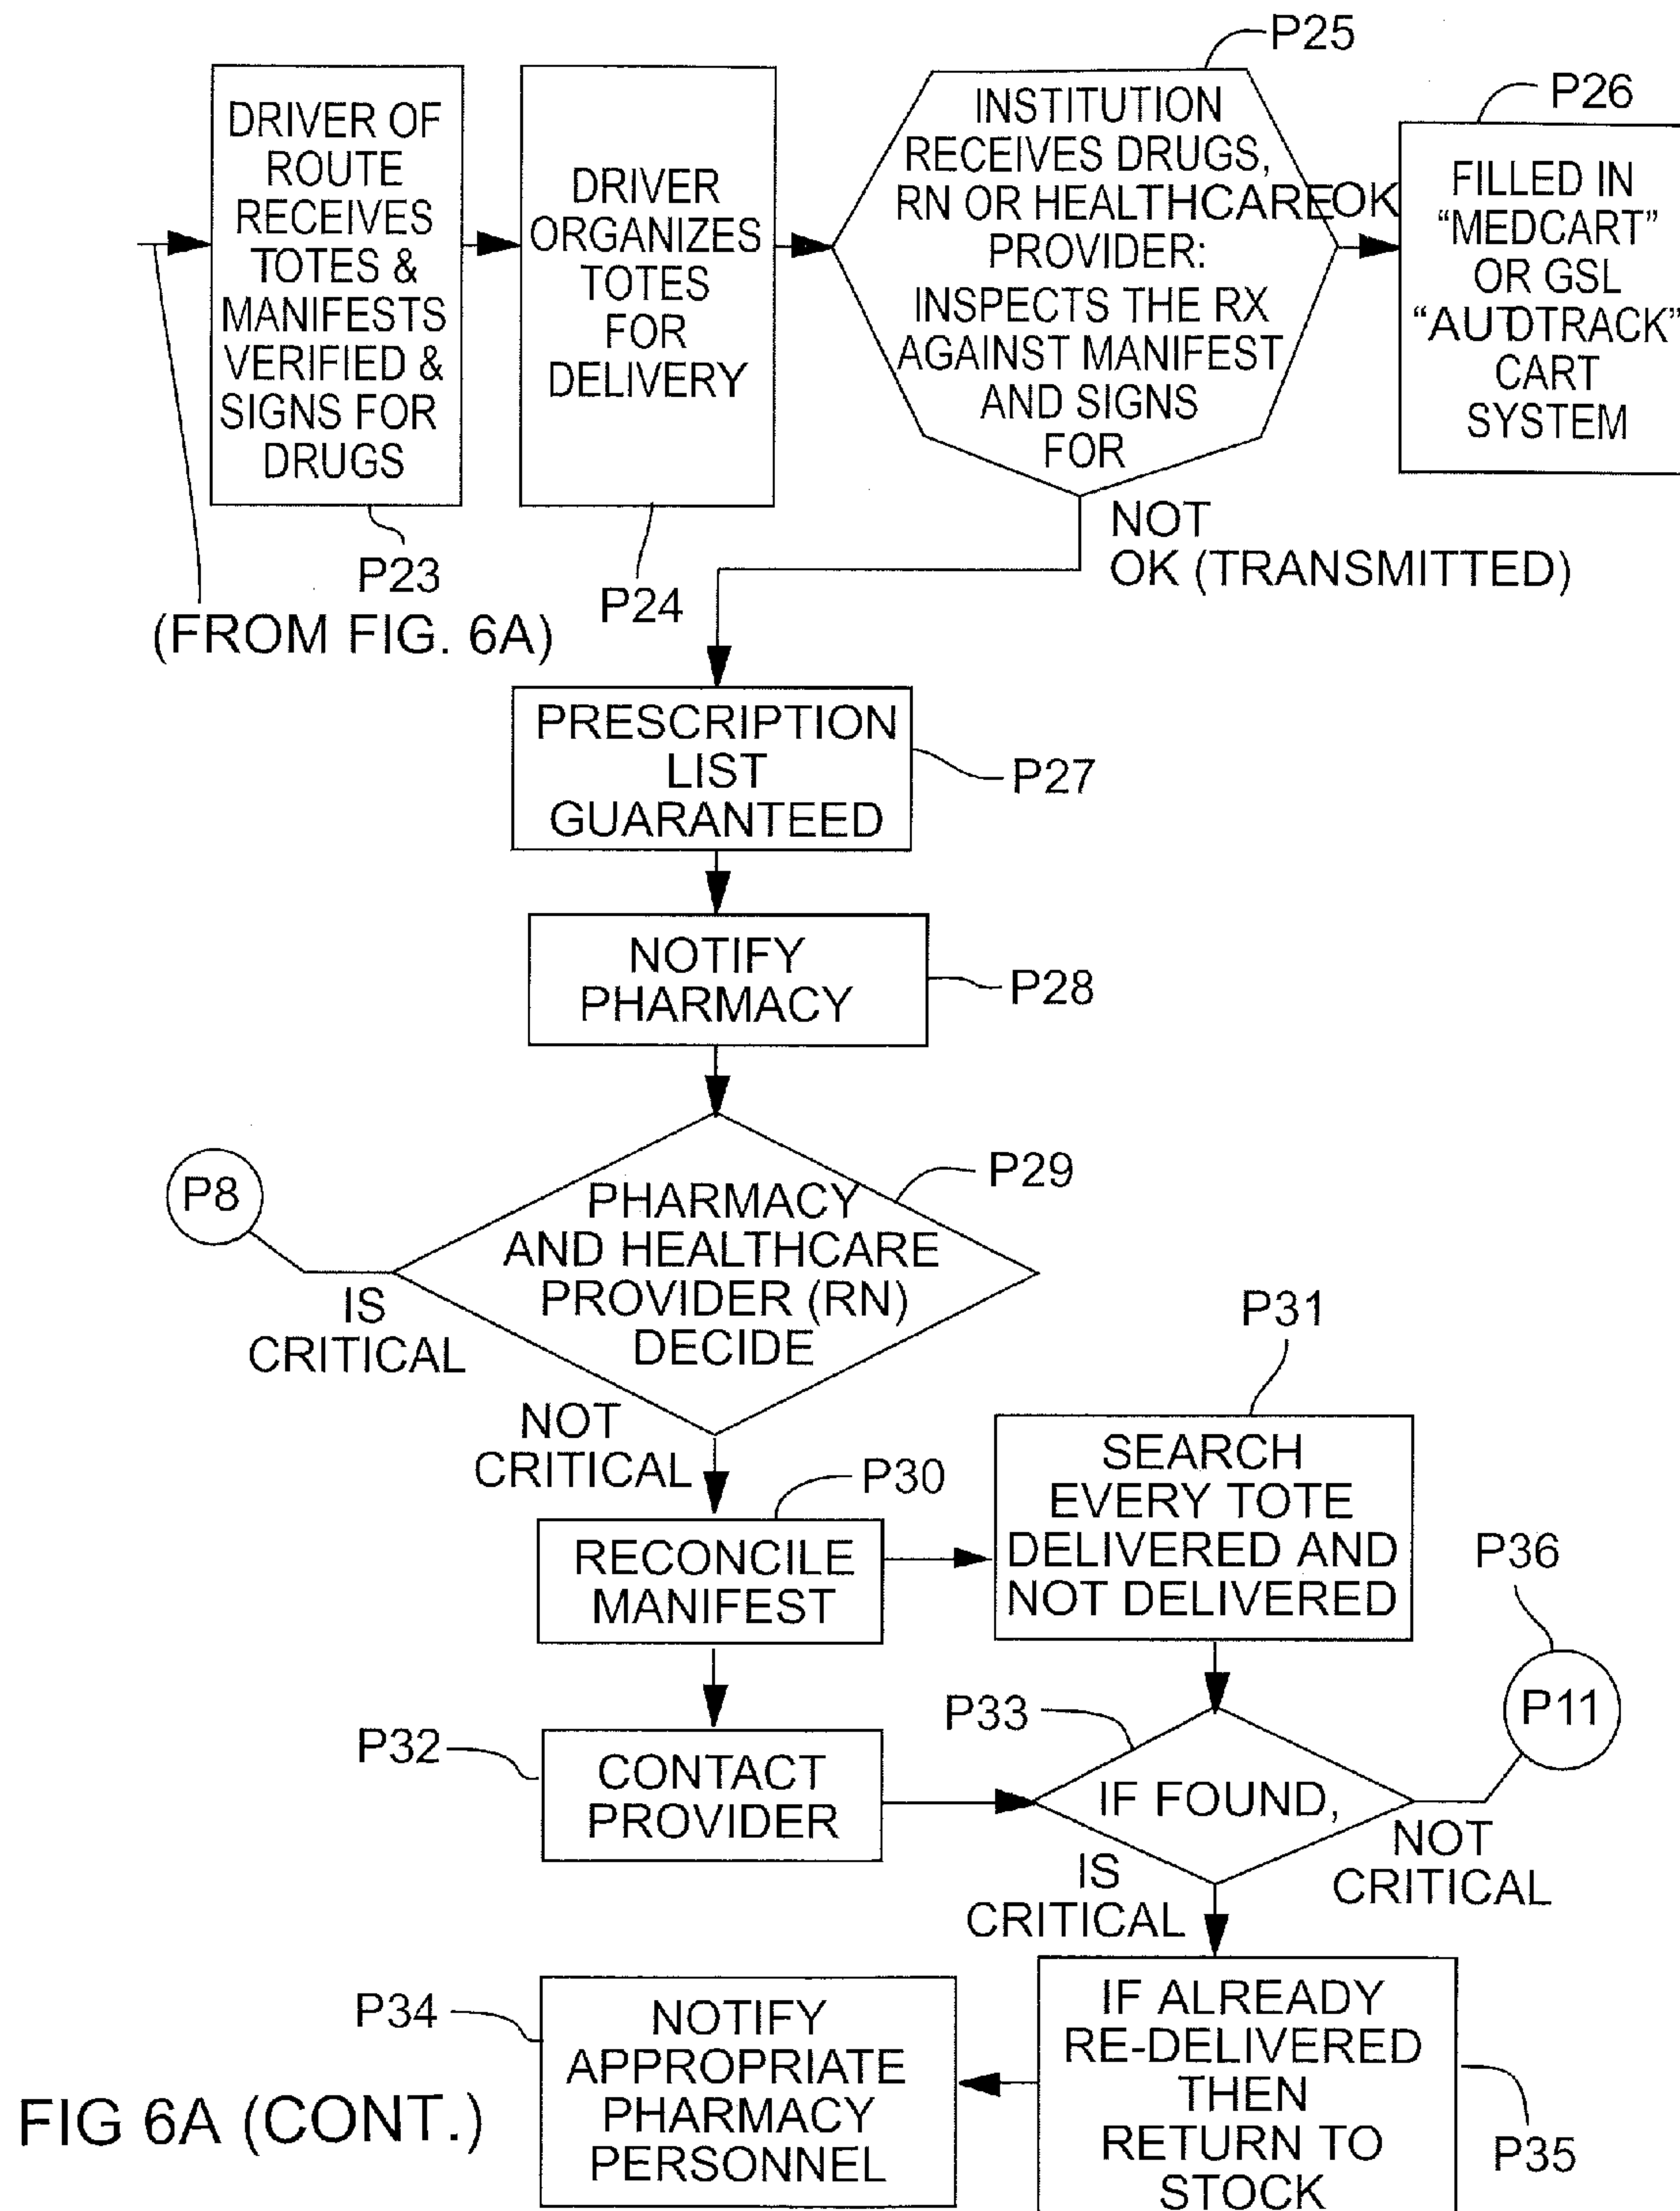 P25
P26
DRIVER OF
ROUTE
RECEIVES
TOTES &
MANIFESTS
VERIFIED &
SIGNS FOR
DRUGS
P23
(FROM FIG. 6A)
DRIVER
ORGANIZES
TOTES
FOR
DELIVERY
P24
INSTITUTION
RECEIVES DRUGS,
RN OR HEALTHCARE
PROVIDER:
INSPECTS THE RX
AGAINST MANIFEST
AND SIGNS
FOR
OK
FILLED IN
“MEDCART”
OR GSL
“AUTOTRACK”
CART
SYSTEM
NOT
OK (TRANSMITTED)
PRESCRIPTION
LIST
GUARANTEED
P27
NOTIFY
PHARMACY
P28
P8
IS
CRITICAL
PHARMACY
AND HEALTHCARE
PROVIDER (RN)
DECIDE
P29
NOT
CRITICAL
RECONCILE
MANIFEST
P30
P31
SEARCH
EVERY TOTE
DELIVERED AND
NOT DELIVERED
P36
P11
P32
CONTACT
PROVIDER
P33
IF FOUND,
NOT
CRITICAL
IS
CRITICAL
P34
NOTIFY
APPROPRIATE
PHARMACY
PERSONNEL
IF ALREADY
RE-DELIVERED
THEN
RETURN TO
STOCK
P35
FIG 6A (CONT.)